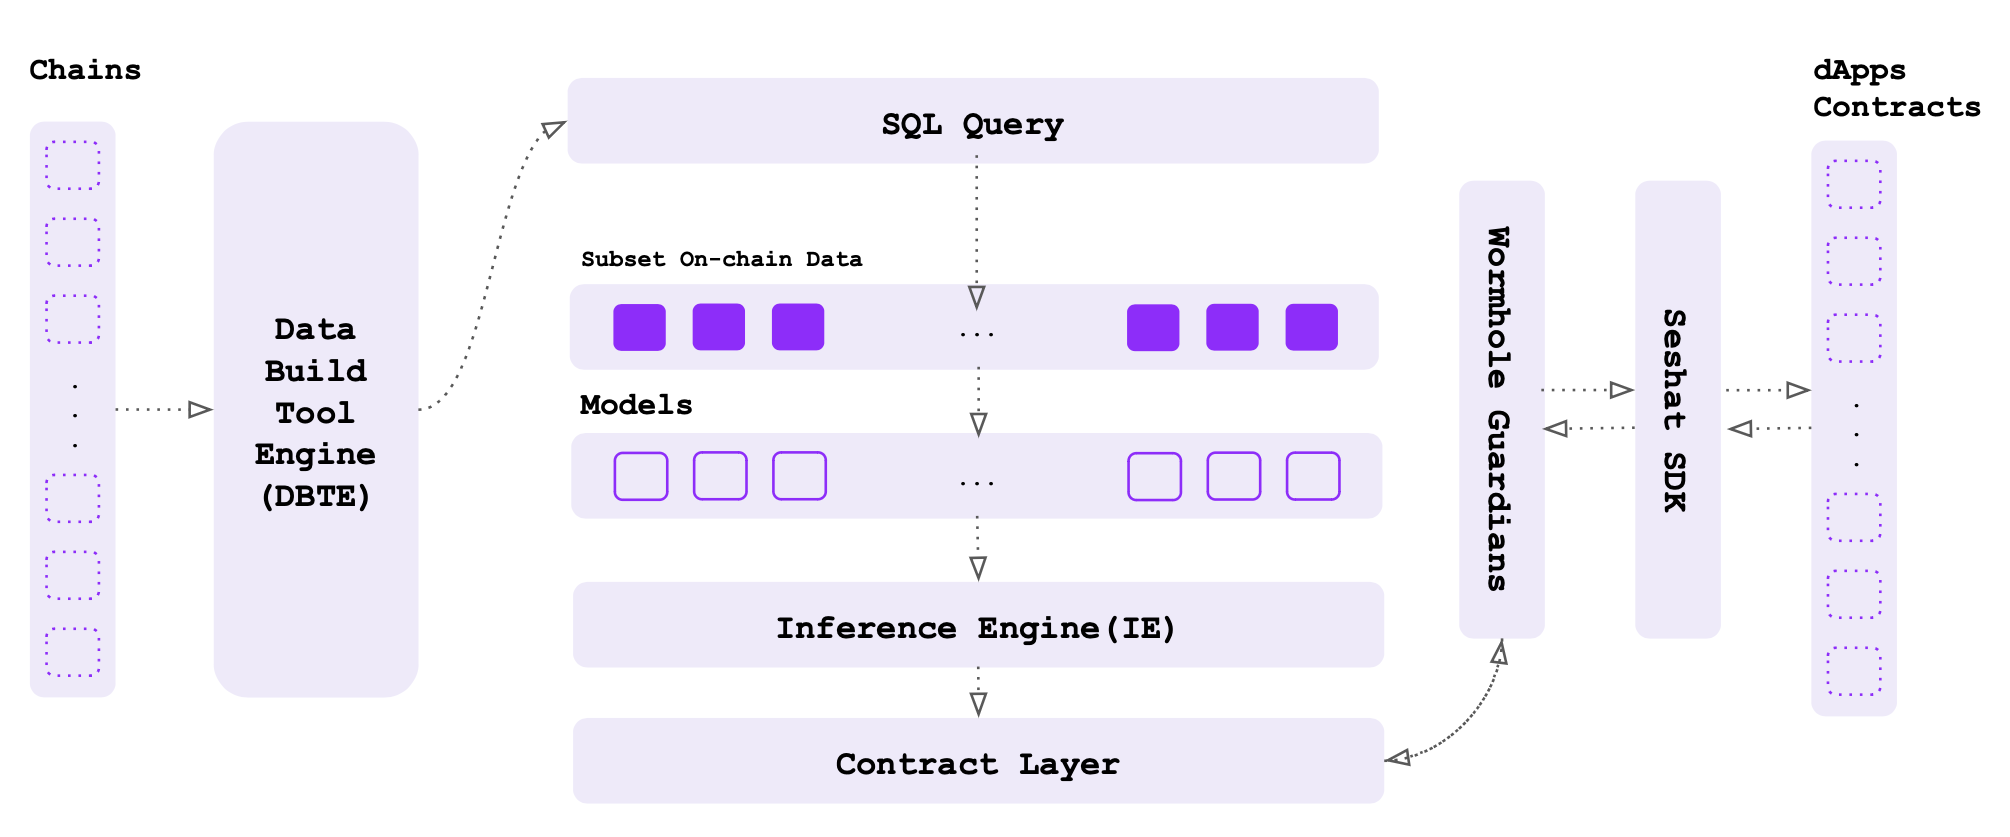 Chains
Data
Build
Tool
Engine
(DBTE)
SQL Query
Subset On-chain Data
...
Models
...
Inference Engine(IE)
Contract Layer
Wormhole Guardians
Seshat SDK
dApps
Contracts